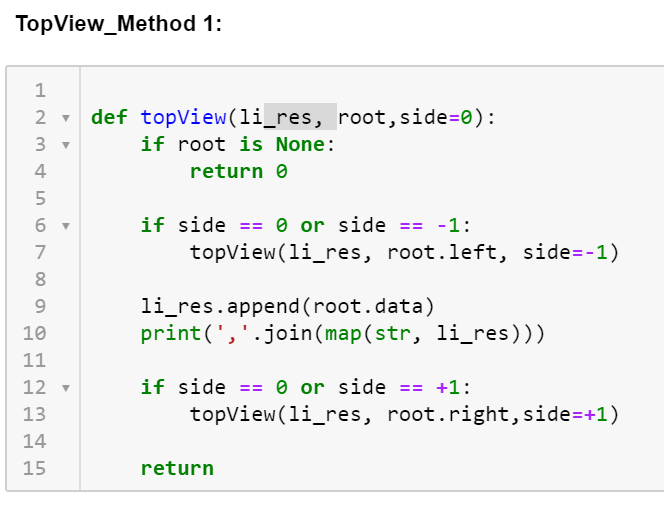 TopView_Method 1:
1
2 def topView(li_res, root,side=0):
3     if root is None:
4         return 0
5
6     if side == 0 or side == -1:
7         topView(li_res, root.left, side=-1)
8
9     li_res.append(root.data)
10     print(','.join(map(str, li_res)))
11
12     if side == 0 or side == +1:
13         topView(li_res, root.right,side=+1)
14
15     return